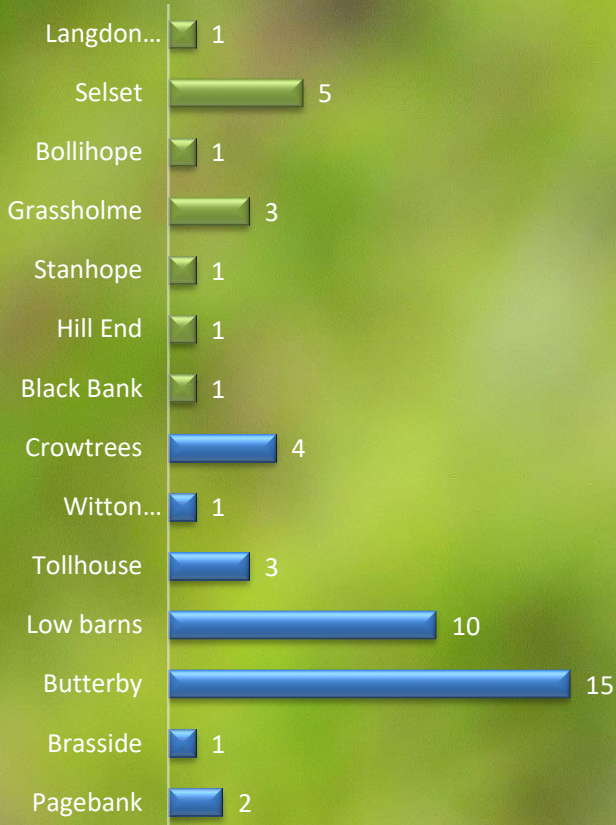 Langdon... 1
Selset 5
Bollihope 1
Grassholme 3
Stanhope 1
Hill End 1
Black Bank 1
Crowtrees 4
Witton... 1
Tollhouse 3
Low barns 10
Butterby 15
Brasside 1
Pagebank 2